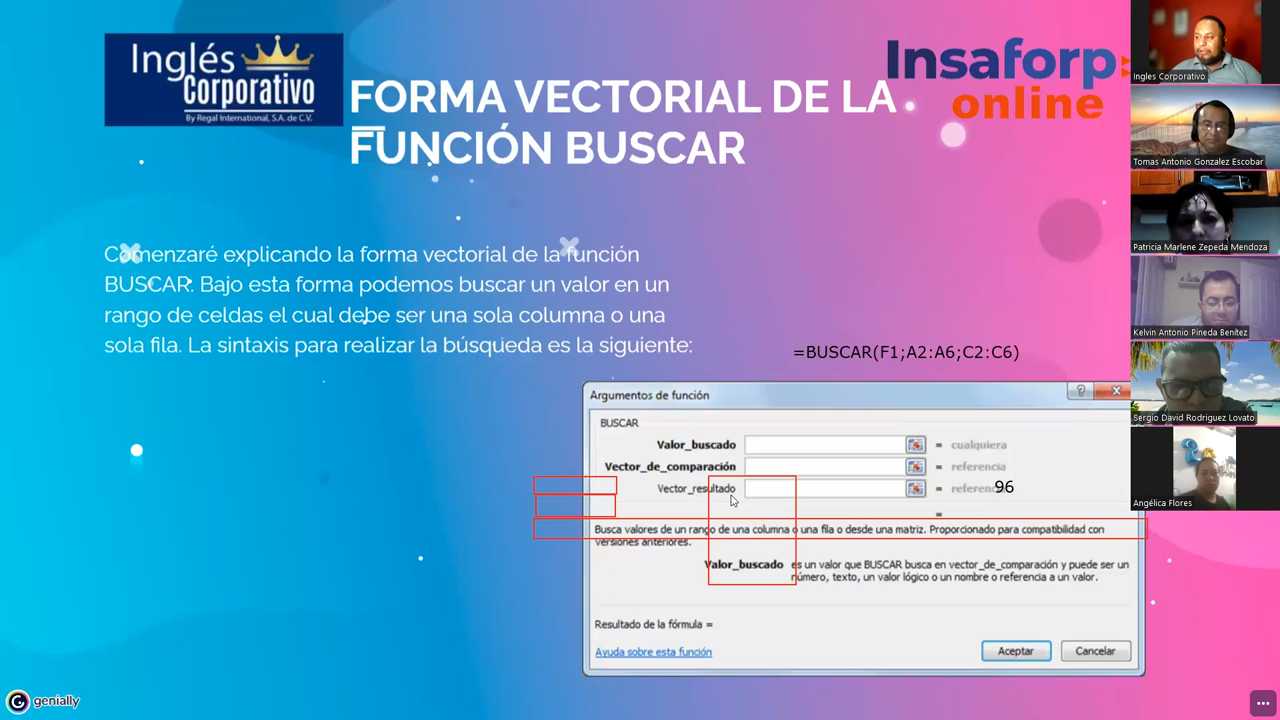 Inglés
Corporativo
By Regal International, S.A. de C.V.
FORMA VECTORIAL DE LA
FUNCIÓN BUSCAR
Insaforp
online
Comenzaré explicando la forma vectorial de la función
BUSCAR. Bajo esta forma podemos buscar un valor en un
rango de celdas el cual debe ser una sola columna o una
sola fila. La sintaxis para realizar la búsqueda es la siguiente:
=BUSCAR(F1;A2:A6;C2:C6)
Argumentos de función
BUSCAR
Valor_buscado = cualquiera
Vector_de_comparación = referencia
Vector_resultado = referencia
96
=
Busca valores de un rango de una columna o una fila o desde una matriz. Proporcionado para compatibilidad con
versiones anteriores.
Valor_buscado es un valor que BUSCAR busca en vector_de_comparación y puede ser un
número, texto, un valor lógico o un nombre o referencia a un valor.
Resultado de la fórmula =
Ayuda sobre esta función
Aceptar
Cancelar
Ingles Corporativo
Tomas Antonio Gonzalez Escobar
Patricia Marlene Zepeda Mendoza
Kelvin Antonio Pineda Benítez
Sergio David Rodriguez Lovato
Angélica Flores
genially